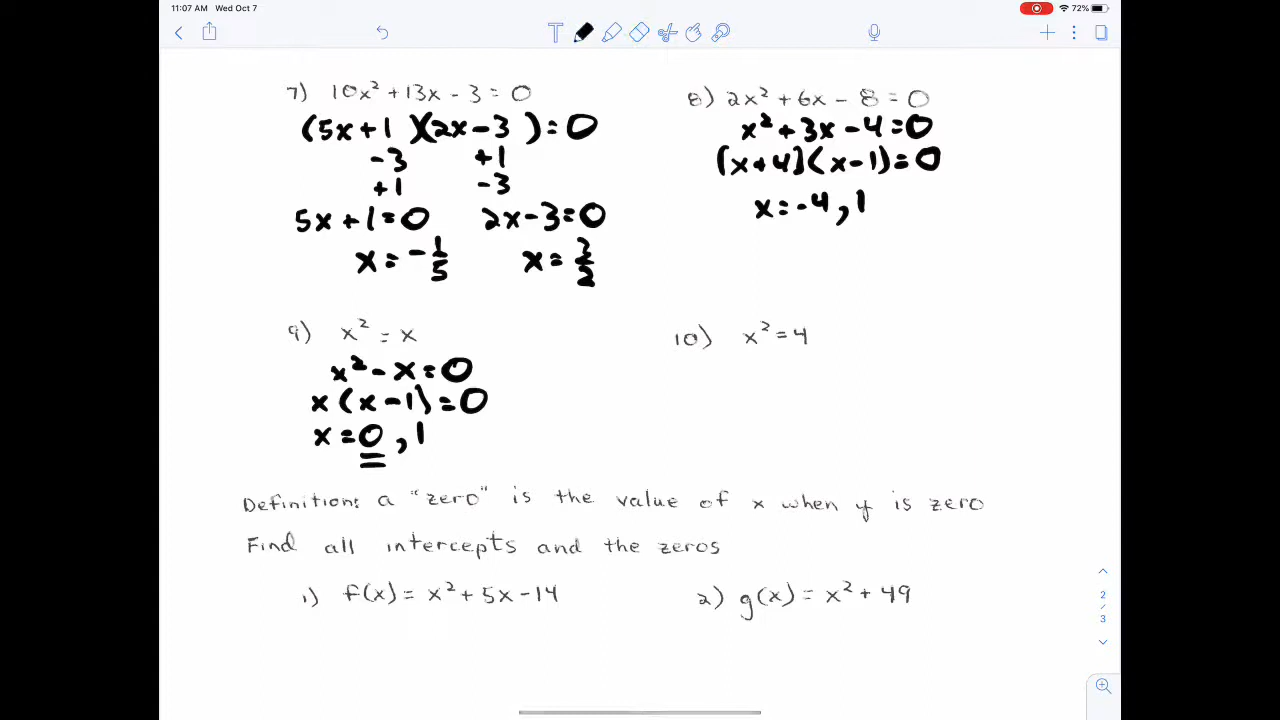 11:07 AM Wed Oct 7
72%
7) 10x² + 13x - 3 = 0
(5x + 1 )(2x - 3 ) = 0
-3 +1
+1 -3
5x + 1 = 0 2x - 3 = 0
x = -1/5 x = 3/2
8) 2x² + 6x - 8 = 0
x² + 3x - 4 = 0
(x + 4)(x - 1) = 0
x = -4, 1
9) x² = x
x² - x = 0
x(x - 1) = 0
x = 0, 1
10) x² = 4
Definition: a "zero" is the value of x when y is zero
Find all intercepts and the zeros
1) f(x) = x² + 5x - 14
2) g(x) = x² + 49
2
/
3